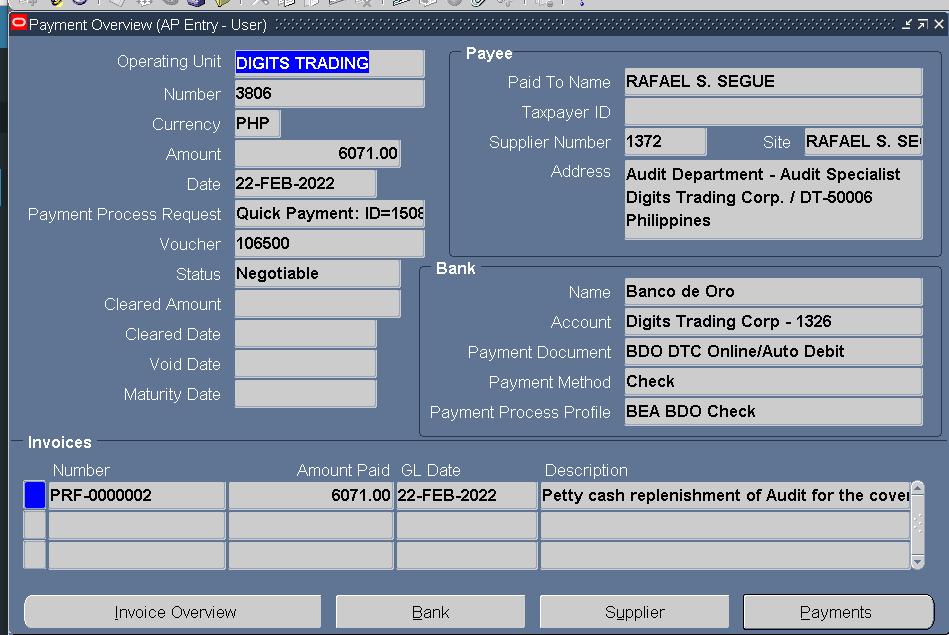 Payment Overview (AP Entry - User)
Operating Unit DIGITS TRADING
Number 3806
Currency PHP
Amount 6071.00
Date 22-FEB-2022
Payment Process Request Quick Payment: ID=1508
Voucher 106500
Status Negotiable
Cleared Amount
Cleared Date
Void Date
Maturity Date
Payee
Paid To Name RAFAEL S. SEGUE
Taxpayer ID
Supplier Number 1372 Site RAFAEL S. SE
Address Audit Department - Audit Specialist
Digits Trading Corp. / DT-50006
Philippines
Bank
Name Banco de Oro
Account Digits Trading Corp - 1326
Payment Document BDO DTC Online/Auto Debit
Payment Method Check
Payment Process Profile BEA BDO Check
Invoices
Number Amount Paid GL Date Description
PRF-0000002 6071.00 22-FEB-2022 Petty cash replenishment of Audit for the cover
Invoice Overview Bank Supplier Payments